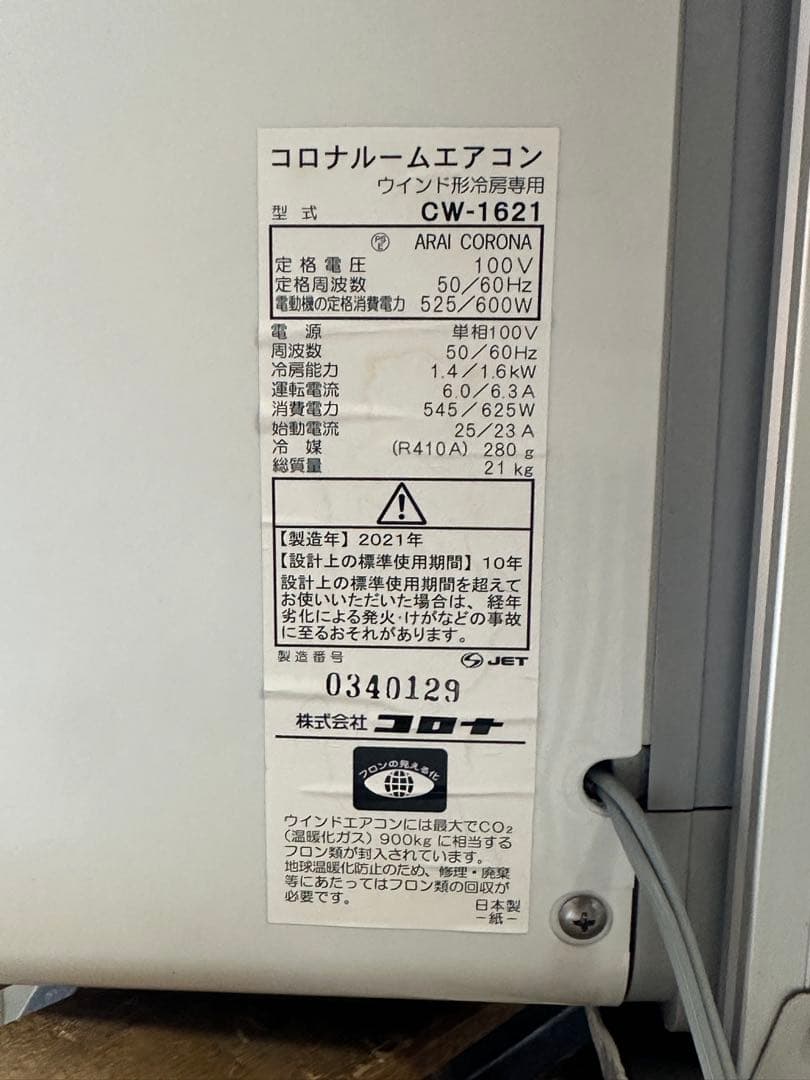 コロナルームエアコン
ウインド形冷房専用
型式 CW-1621
PSE ARAI CORONA
定格電圧 100V
定格周波数 50/60Hz
電動機の定格消費電力 525/600W
電源 単相100V
周波数 50/60Hz
冷房能力 1.4/1.6kW
運転電流 6.0/6.3A
消費電力 545/625W
始動電流 25/23A
冷媒 (R410A) 280g
総質量 21kg
【製造年】2021年
【設計上の標準使用期間】10年
設計上の標準使用期間を超えて
お使いいただいた場合は、経年
劣化による発火・けがなどの事故
に至るおそれがあります。
製造番号 JET
0340129
株式会社 コロナ
フロンの見える化
ウインドエアコンには最大でCO₂
(温暖化ガス)900kgに相当する
フロン類が封入されています。
地球温暖化防止のため、修理・廃棄
等にあたってはフロン類の回収が
必要です。
日本製
-紙-